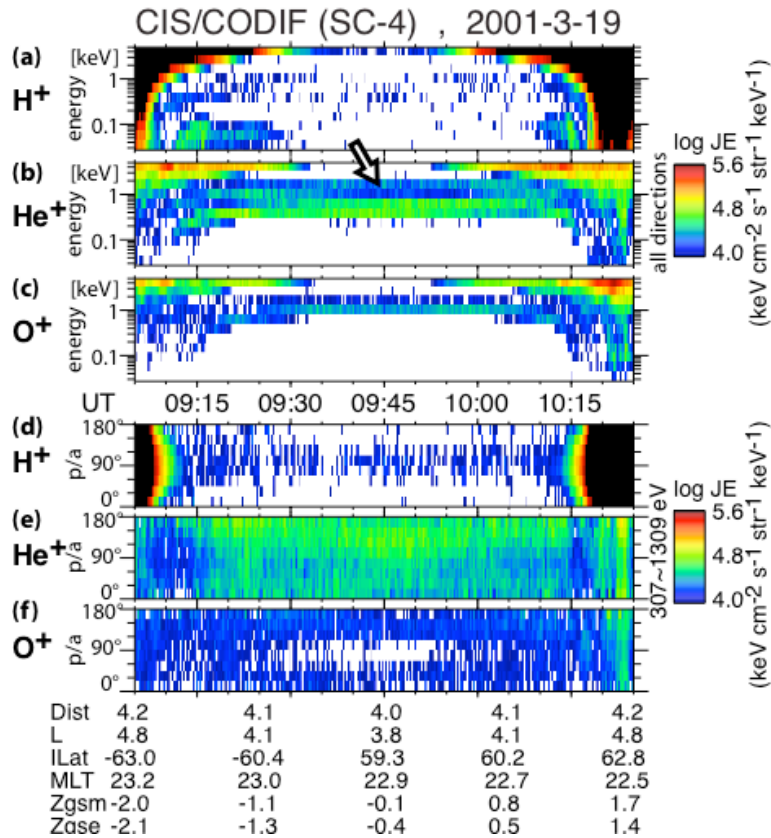 CIS/CODIF (SC-4) , 2001-3-19
(a) [keV]
H+ energy 1 0.1
(b) [keV]
He+ energy 1 0.1
(c) [keV]
O+ energy 1 0.1
all directions
log JE
5.6
4.8
4.0
(keV cm-2 s-1 str-1 keV-1)
UT 09:15 09:30 09:45 10:00 10:15
(d) 180°
H+ p/a 90°
0°
(e) 180°
He+ p/a 90°
0°
(f) 180°
O+ p/a 90°
0°
307~1309 eV
log JE
5.6
4.8
4.0
(keV cm-2 s-1 str-1 keV-1)
Dist 4.2 4.1 4.0 4.1 4.2
L 4.8 4.1 3.8 4.1 4.8
ILat -63.0 -60.4 59.3 60.2 62.8
MLT 23.2 23.0 22.9 22.7 22.5
Zgsm -2.0 -1.1 -0.1 0.8 1.7
Zgse -2.1 -1.3 -0.4 0.5 1.4